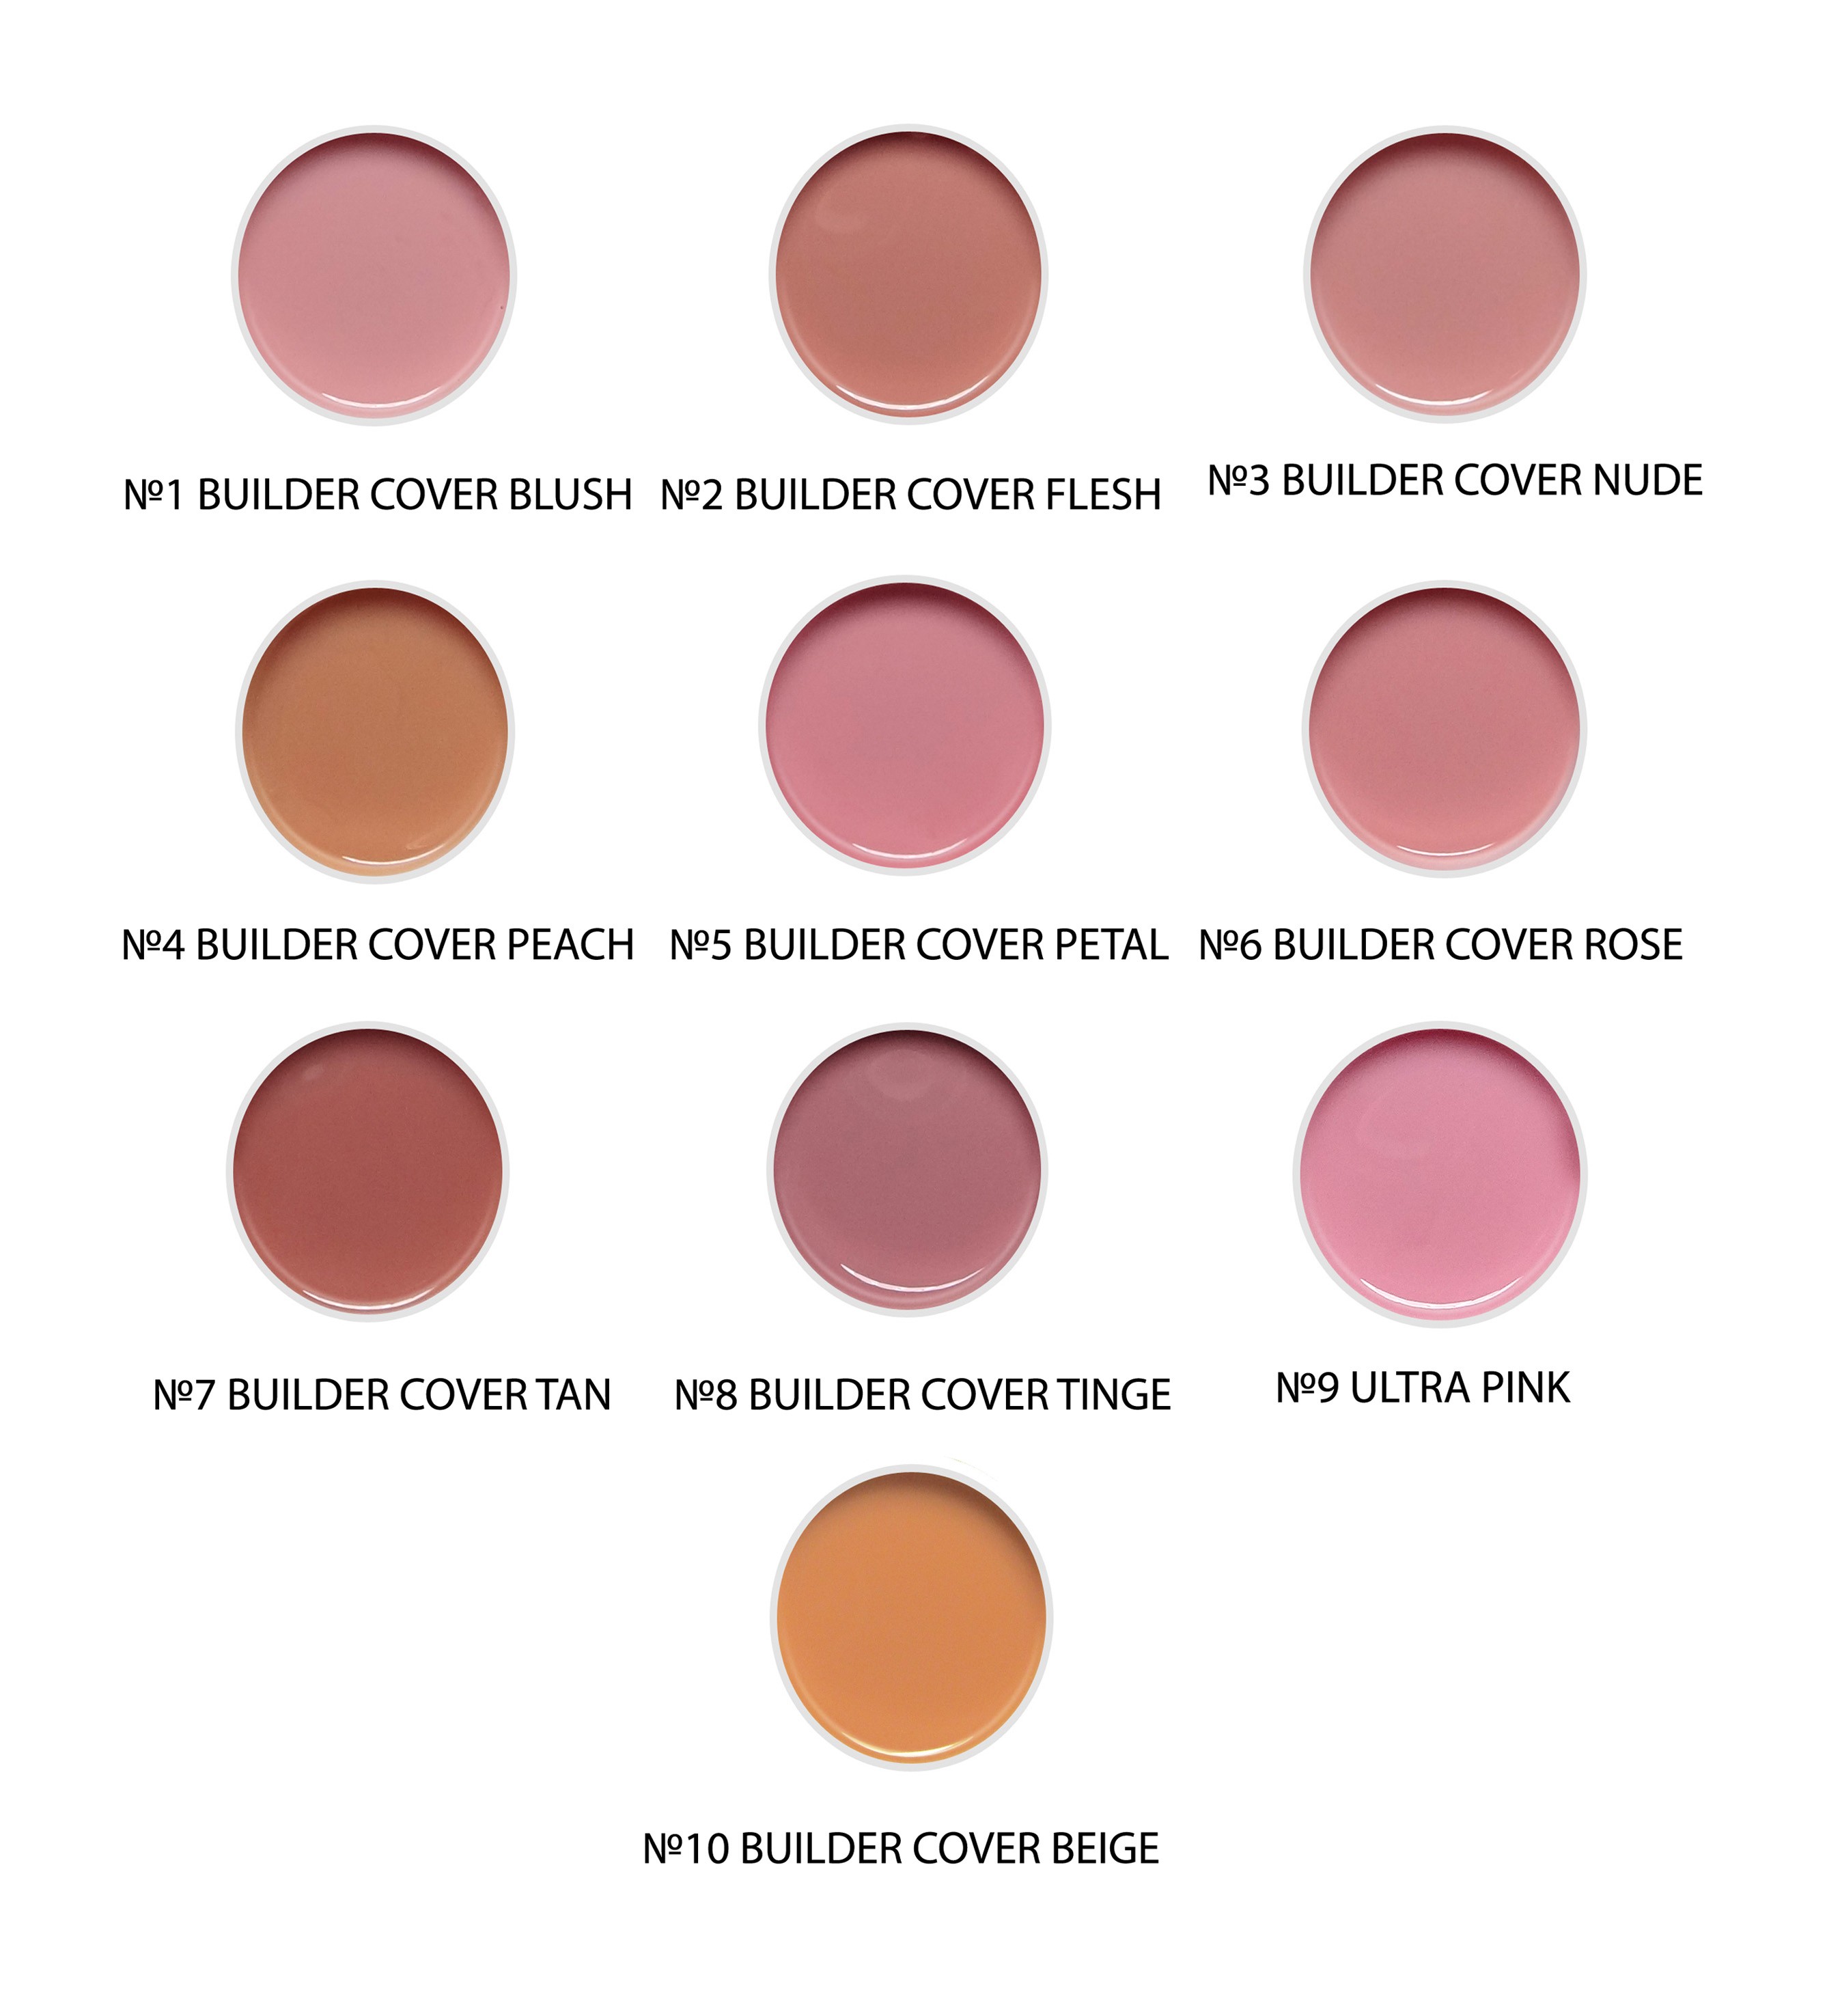 №1 BUILDER COVER BLUSH
№2 BUILDER COVER FLESH
№3 BUILDER COVER NUDE
№4 BUILDER COVER PEACH
№5 BUILDER COVER PETAL
№6 BUILDER COVER ROSE
№7 BUILDER COVER TAN
№8 BUILDER COVER TINGE
№9 ULTRA PINK
№10 BUILDER COVER BEIGE